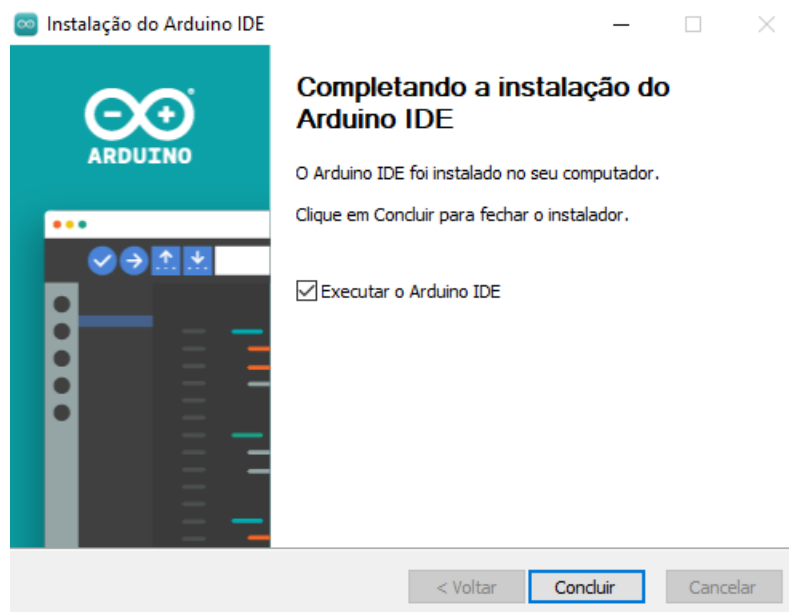 Instalação do Arduino IDE
ARDUINO
Completando a instalação do
Arduino IDE
O Arduino IDE foi instalado no seu computador.
Clique em Concluir para fechar o instalador.
Executar o Arduino IDE
< Voltar
Concluir
Cancelar